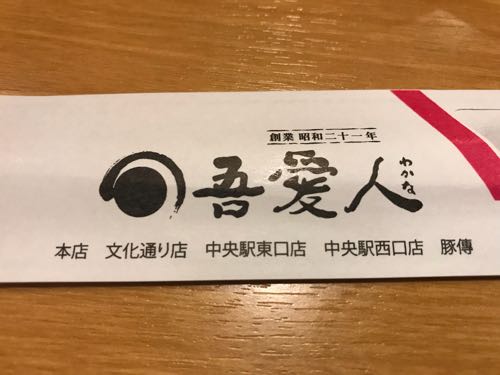 創業 昭和二十一年
吾愛人 わかな
本店 文化通り店 中央駅東口店 中央駅西口店 豚傳